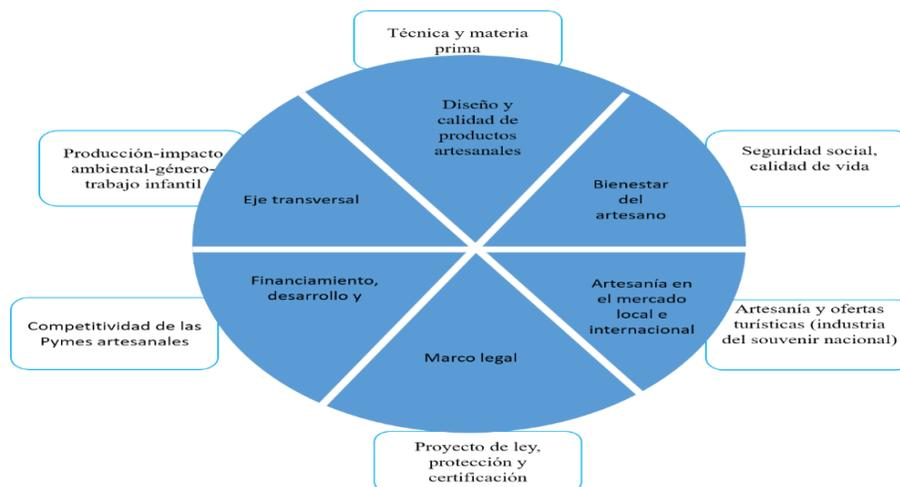 Técnica y materia
prima
Diseño y
calidad de
productos
artesanales
Producción-impacto
ambiental-género-
trabajo infantil
Seguridad social,
calidad de vida
Eje transversal
Bienestar
del
artesano
Financiamiento,
desarrollo y
Artesanía en
el mercado
local e
internacional
Competitividad de las
Pymes artesanales
Artesanía y ofertas
turísticas (industria
del souvenir nacional)
Marco legal
Proyecto de ley,
protección y
certificación